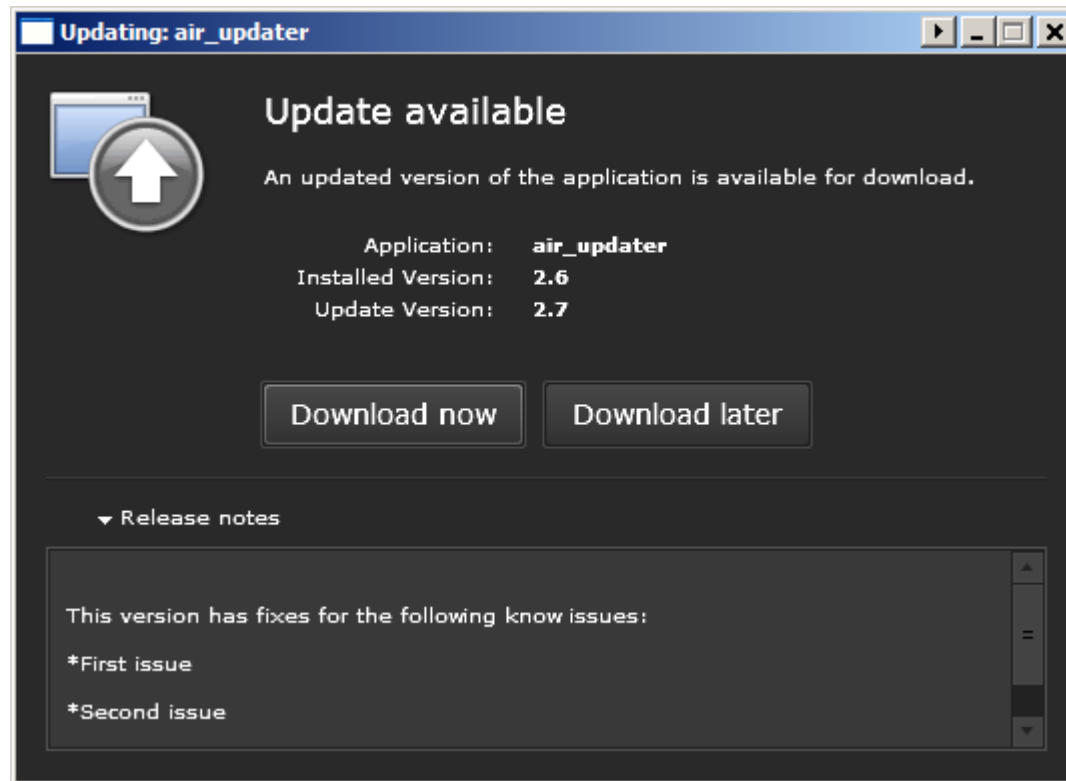 Updating: air_updater
Update available
An updated version of the application is available for download.
Application: air_updater
Installed Version: 2.6
Update Version: 2.7
Download now Download later
Release notes
This version has fixes for the following know issues:
*First issue
*Second issue